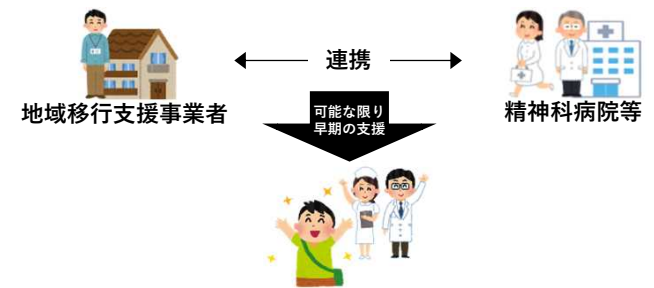 連携
地域移行支援事業者
可能な限り
早期の支援
精神科病院等